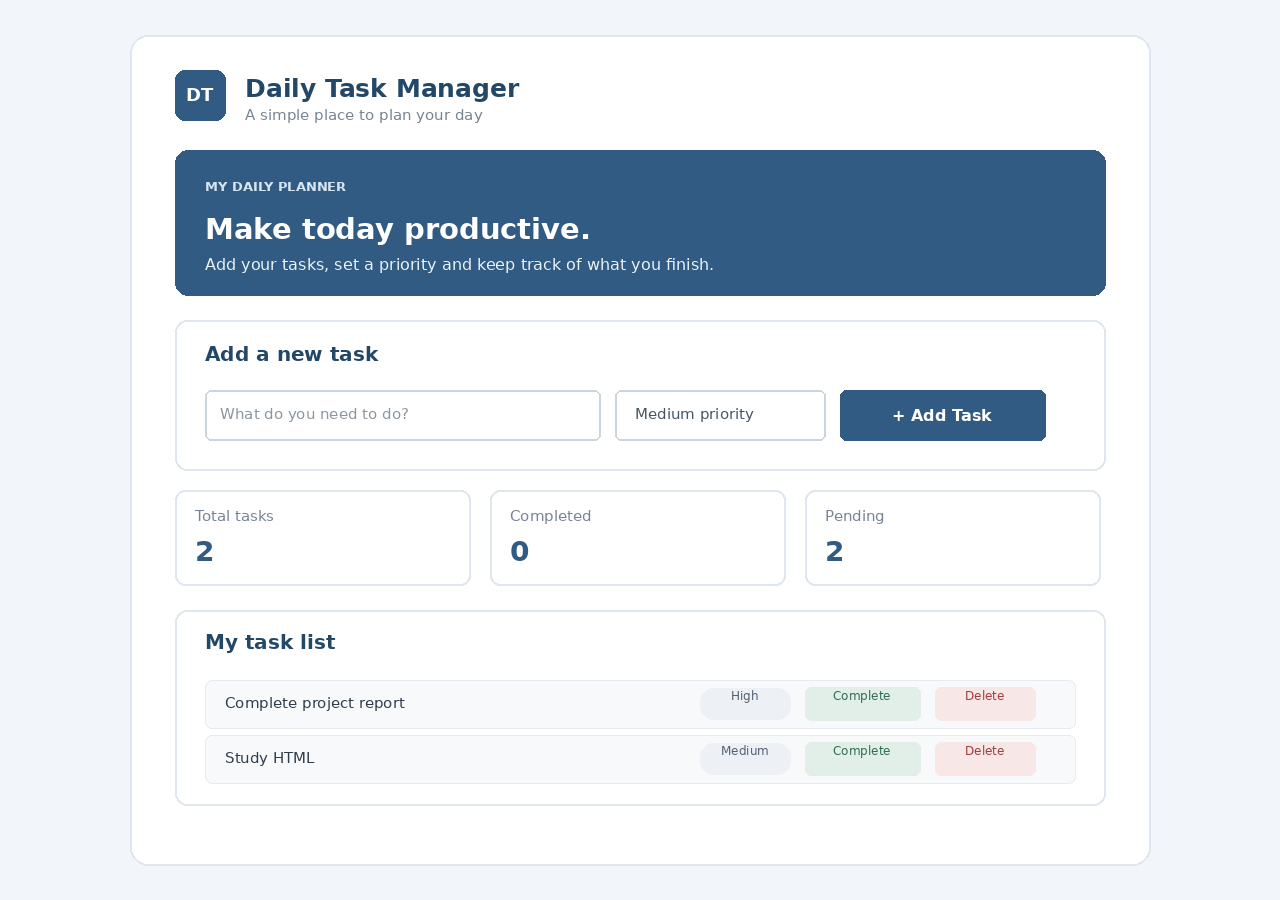 DT
Daily Task Manager
A simple place to plan your day
MY DAILY PLANNER
Make today productive.
Add your tasks, set a priority and keep track of what you finish.
Add a new task
What do you need to do?
Medium priority
+ Add Task
Total tasks
2
Completed
0
Pending
2
My task list
Complete project report
High
Complete
Delete
Study HTML
Medium
Complete
Delete